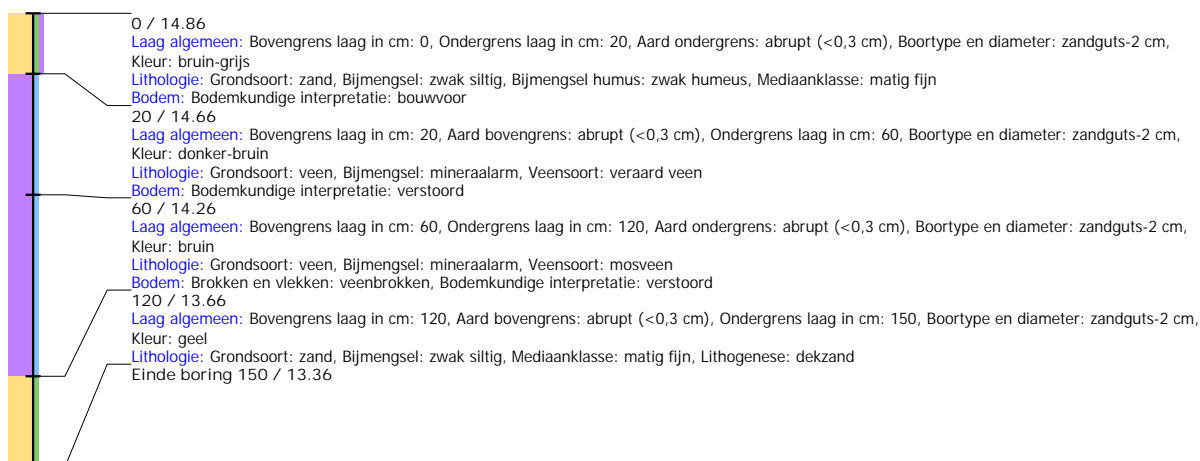 0 / 14.86
Laag algemeen: Bovengrens laag in cm: 0, Ondergrens laag in cm: 20, Aard ondergrens: abrupt (<0,3 cm), Boortype en diameter: zandguts-2 cm,
Kleur: bruin-grijs
Lithologie: Grondsoort: zand, Bijmengsel: zwak siltig, Bijmengsel humus: zwak humeus, Mediaanklasse: matig fijn
Bodem: Bodemkundige interpretatie: bouwvoor
20 / 14.66
Laag algemeen: Bovengrens laag in cm: 20, Aard bovengrens: abrupt (<0,3 cm), Ondergrens laag in cm: 60, Boortype en diameter: zandguts-2 cm,
Kleur: donker-bruin
Lithologie: Grondsoort: veen, Bijmengsel: mineraalarm, Veensoort: veraard veen
Bodem: Bodemkundige interpretatie: verstoord
60 / 14.26
Laag algemeen: Bovengrens laag in cm: 60, Ondergrens laag in cm: 120, Aard ondergrens: abrupt (<0,3 cm), Boortype en diameter: zandguts-2 cm,
Kleur: bruin
Lithologie: Grondsoort: veen, Bijmengsel: mineraalarm, Veensoort: mosveen
Bodem: Brokken en vlekken: veenbrokken, Bodemkundige interpretatie: verstoord
120 / 13.66
Laag algemeen: Bovengrens laag in cm: 120, Aard bovengrens: abrupt (<0,3 cm), Ondergrens laag in cm: 150, Boortype en diameter: zandguts-2 cm,
Kleur: geel
Lithologie: Grondsoort: zand, Bijmengsel: zwak siltig, Mediaanklasse: matig fijn, Lithogenese: dekzand
Einde boring 150 / 13.36